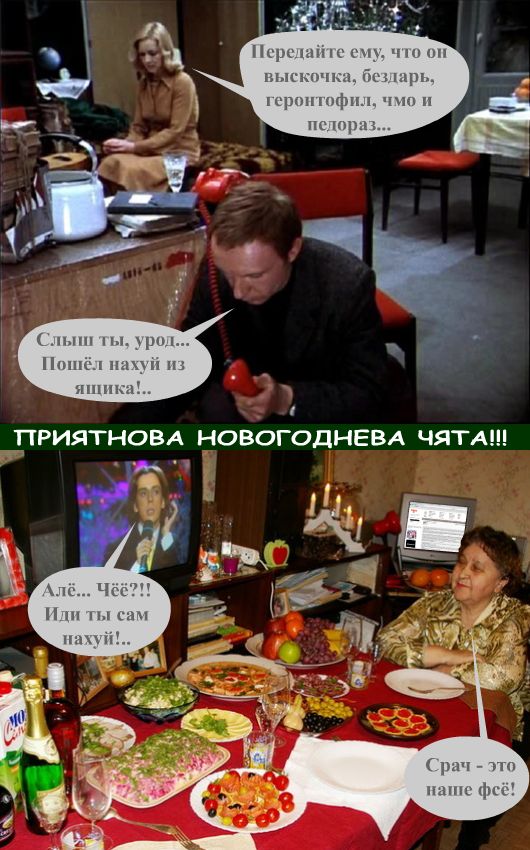 Передайте ему, что он
выскочка, бездарь,
геронтофил, чмо и
педораз...
Слыш ты, урод...
Пошёл нахуй из
ящика!..
ПРИЯТНОВА НОВОГОДНЕВА ЧЯТА!!!
Алё... Чёё?!!
Иди ты сам
нахуй!..
Срач - это
наше фсё!